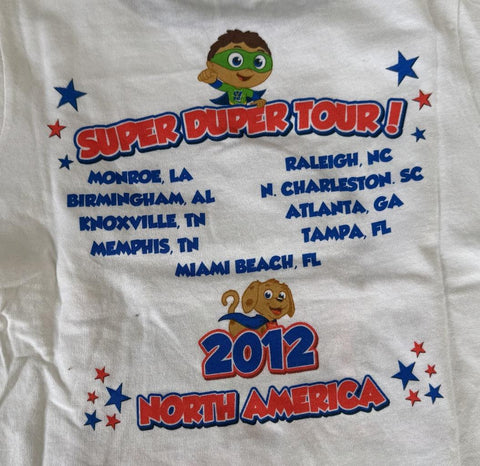 SUPER DUPER TOUR!
MONROE, LA
BIRMINGHAM, AL
KNOXVILLE, TN
MEMPHIS, TN
RALEIGH, NC
N. CHARLESTON. SC
ATLANTA, GA
TAMPA, FL
MIAMI BEACH, FL
2012
NORTH AMERICA